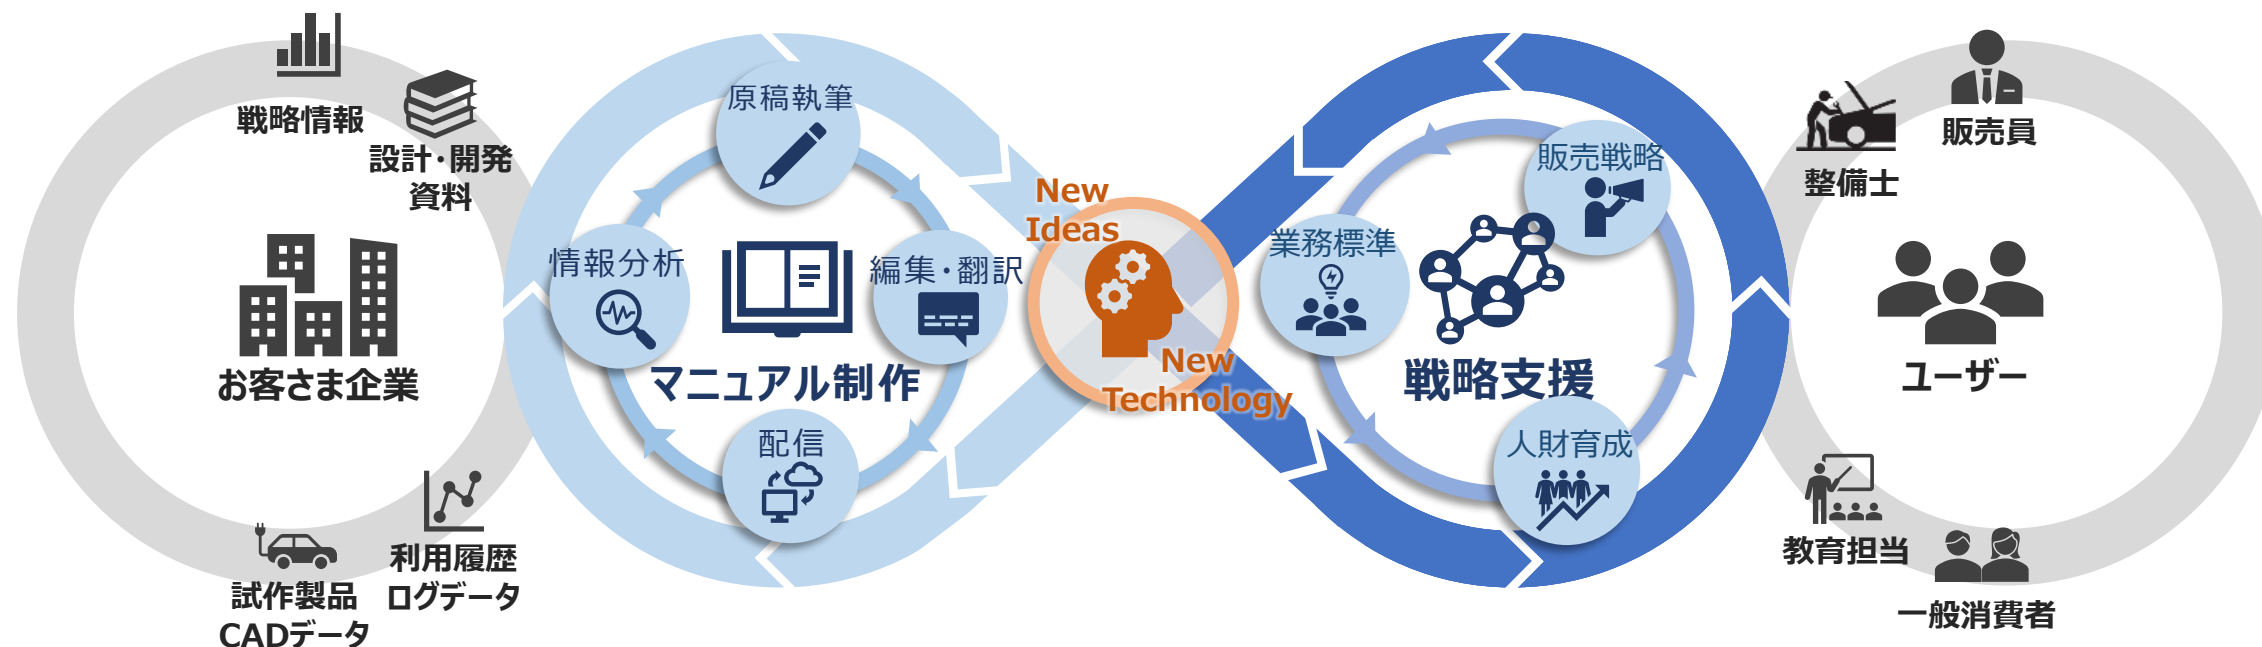 戦略情報
設計・開発
資料
お客さま企業
利用履歴
ログデータ
試作製品
CADデータ
原稿執筆
情報分析
編集・翻訳
マニュアル制作
配信
New
Ideas
New
Technology
販売戦略
業務標準
戦略支援
人財育成
販売員
整備士
ユーザー
教育担当
一般消費者